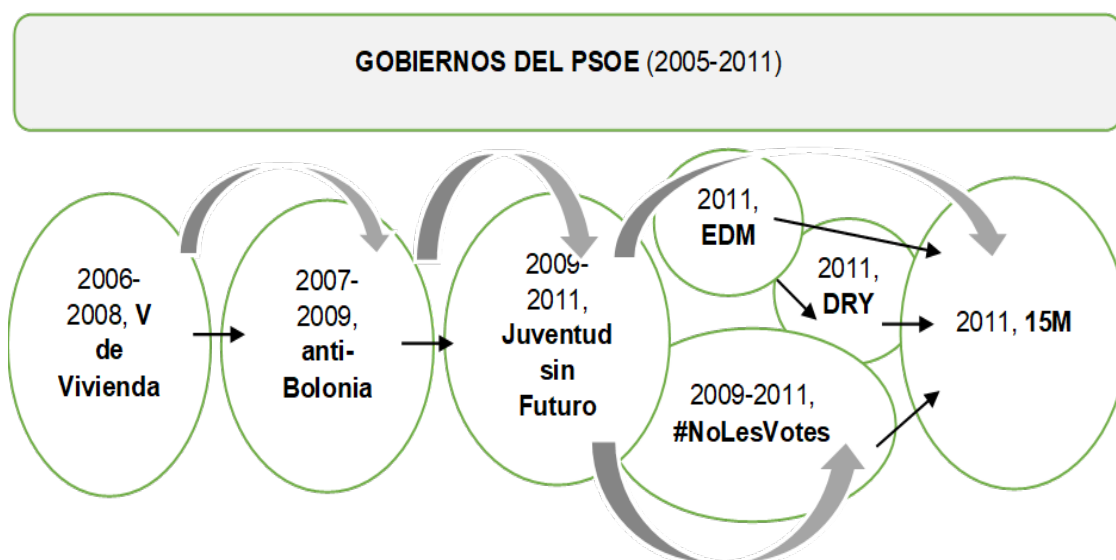 GOBIERNOS DEL PSOE (2005-2011)
2006-
2008, V
de
Vivienda
2007-
2009,
anti-
Bolonia
2009-
2011,
Juventud
sin
Futuro
2011,
EDM
2011,
DRY
2009-2011,
#NoLesVotes
2011, 15M